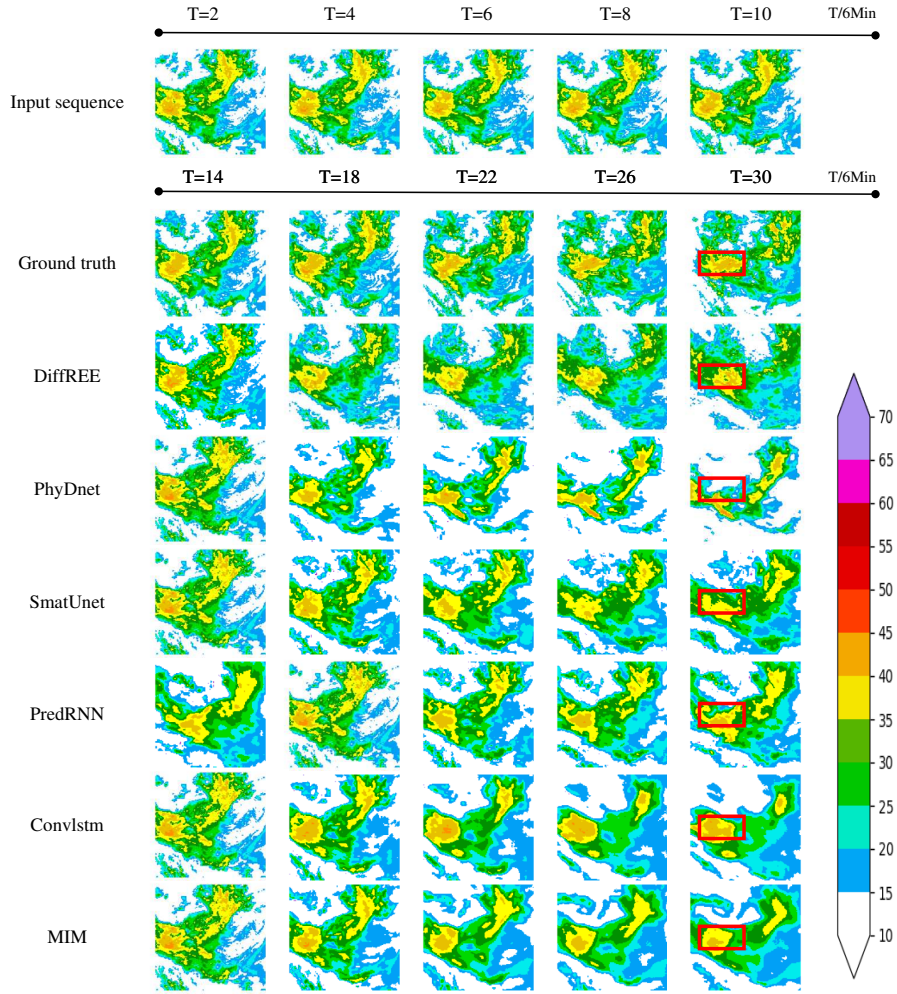 T=2 T=4 T=6 T=8 T=10 T/6Min
Input sequence
T=14 T=18 T=22 T=26 T=30 T/6Min
Ground truth
DiffREE
PhyDnet
SmatUnet
PredRNN
Convlstm
MIM
70
65
60
55
50
45
40
35
30
25
20
15
10